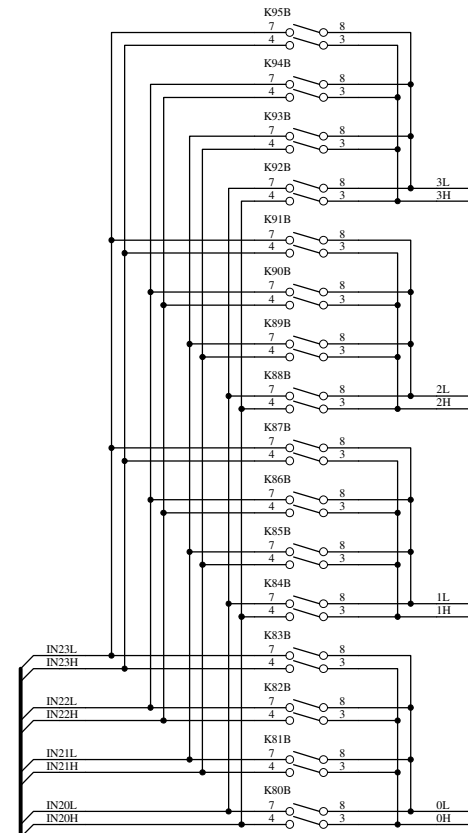 K95B
7 8
4 3
K94B
7 8
4 3
K93B
7 8
4 3
K92B
7 8 3L
4 3 3H
K91B
7 8
4 3
K90B
7 8
4 3
K89B
7 8
4 3
K88B
7 8 2L
4 3 2H
K87B
7 8
4 3
K86B
7 8
4 3
K85B
7 8
4 3
K84B
7 8 1L
4 3 1H
K83B
IN23L 7 8
IN23H 4 3
K82B
IN22L 7 8
IN22H 4 3
K81B
IN21L 7 8
IN21H 4 3
K80B
IN20L 7 8 0L
IN20H 4 3 0H